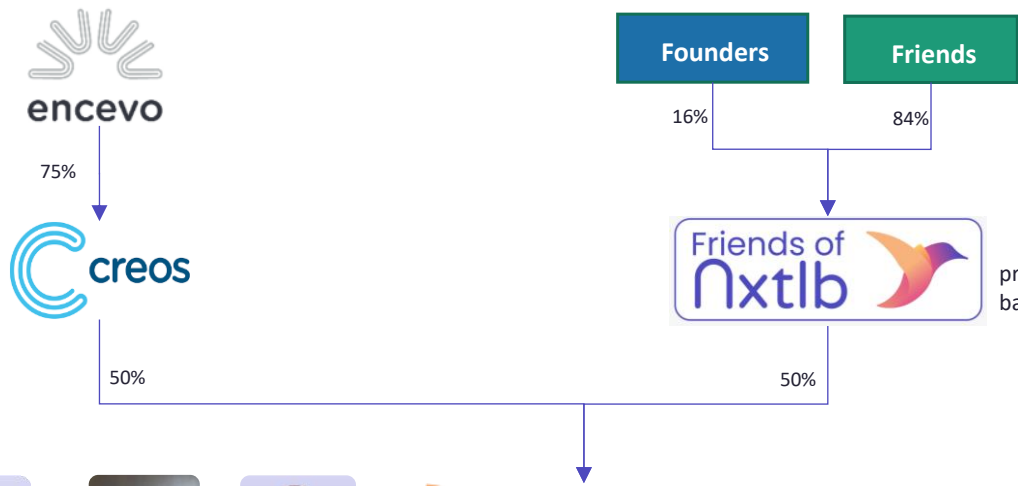 encevo
Founders
Friends
16%
84%
75%
creos
Friends of
nxtlb
50%
50%